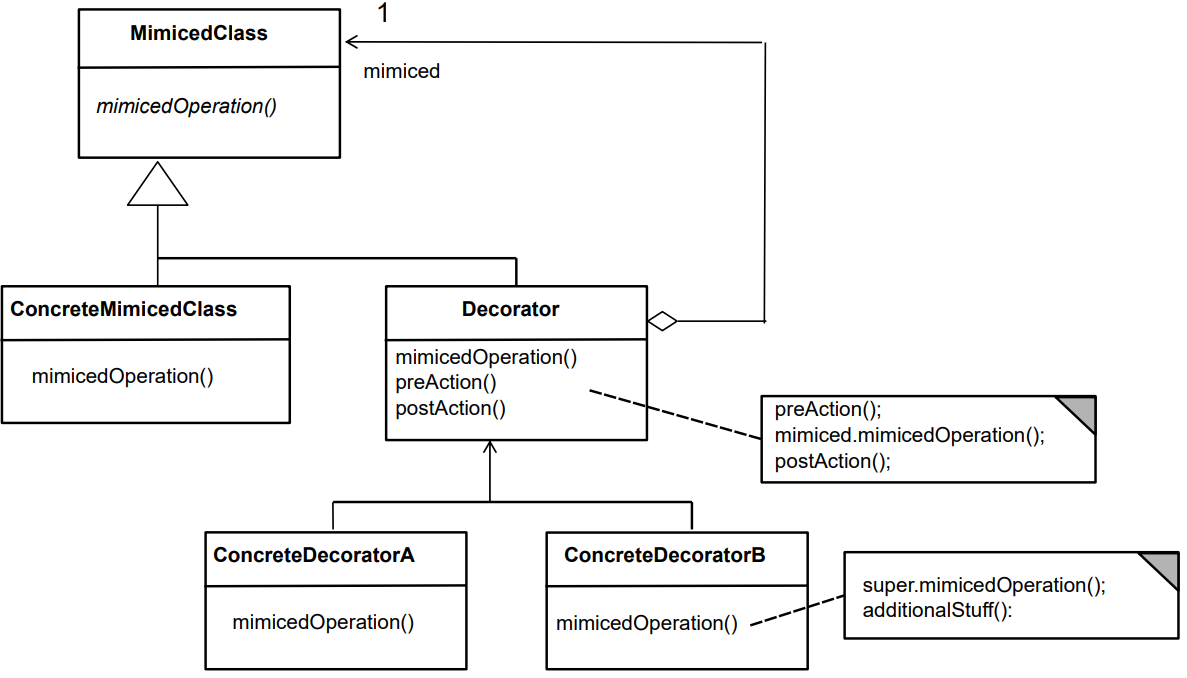 1
MimicedClass
mimiced
mimicedOperation()
ConcreteMimicedClass
mimicedOperation()
Decorator
mimicedOperation()
preAction()
postAction()
preAction();
mimiced.mimicedOperation();
postAction();
ConcreteDecoratorA
mimicedOperation()
ConcreteDecoratorB
mimicedOperation()
super.mimicedOperation();
additionalStuff():